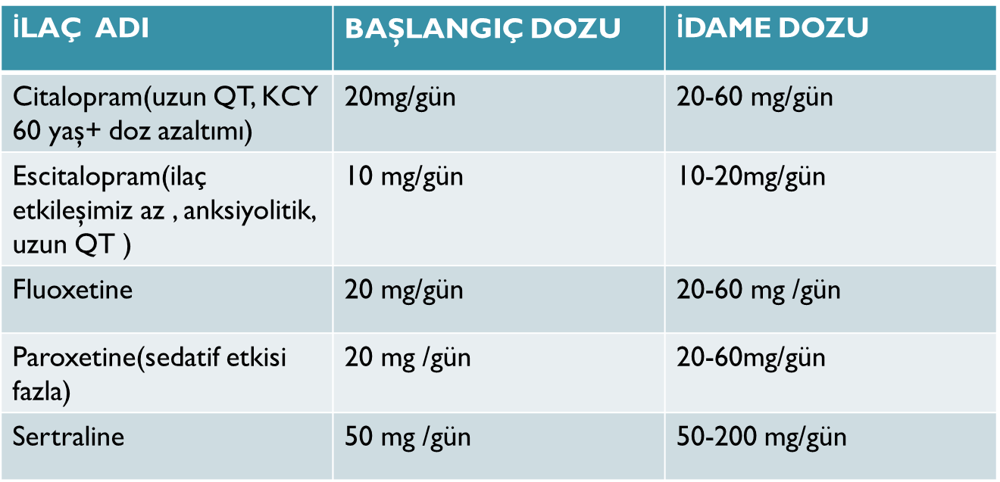 İLAÇ ADI
BAŞLANGIÇ DOZU
İDAME DOZU
Citalopram(uzun QT, KCY
60 yaş+ doz azaltımı)
20mg/gün
20-60 mg/gün
Escitalopram(ilaç
etkileşimiz az , anksiyolitik,
uzun QT )
10 mg/gün
10-20mg/gün
Fluoxetine
20 mg/gün
20-60 mg /gün
Paroxetine(sedatif etkisi
fazla)
20 mg /gün
20-60mg/gün
Sertraline
50 mg /gün
50-200 mg/gün